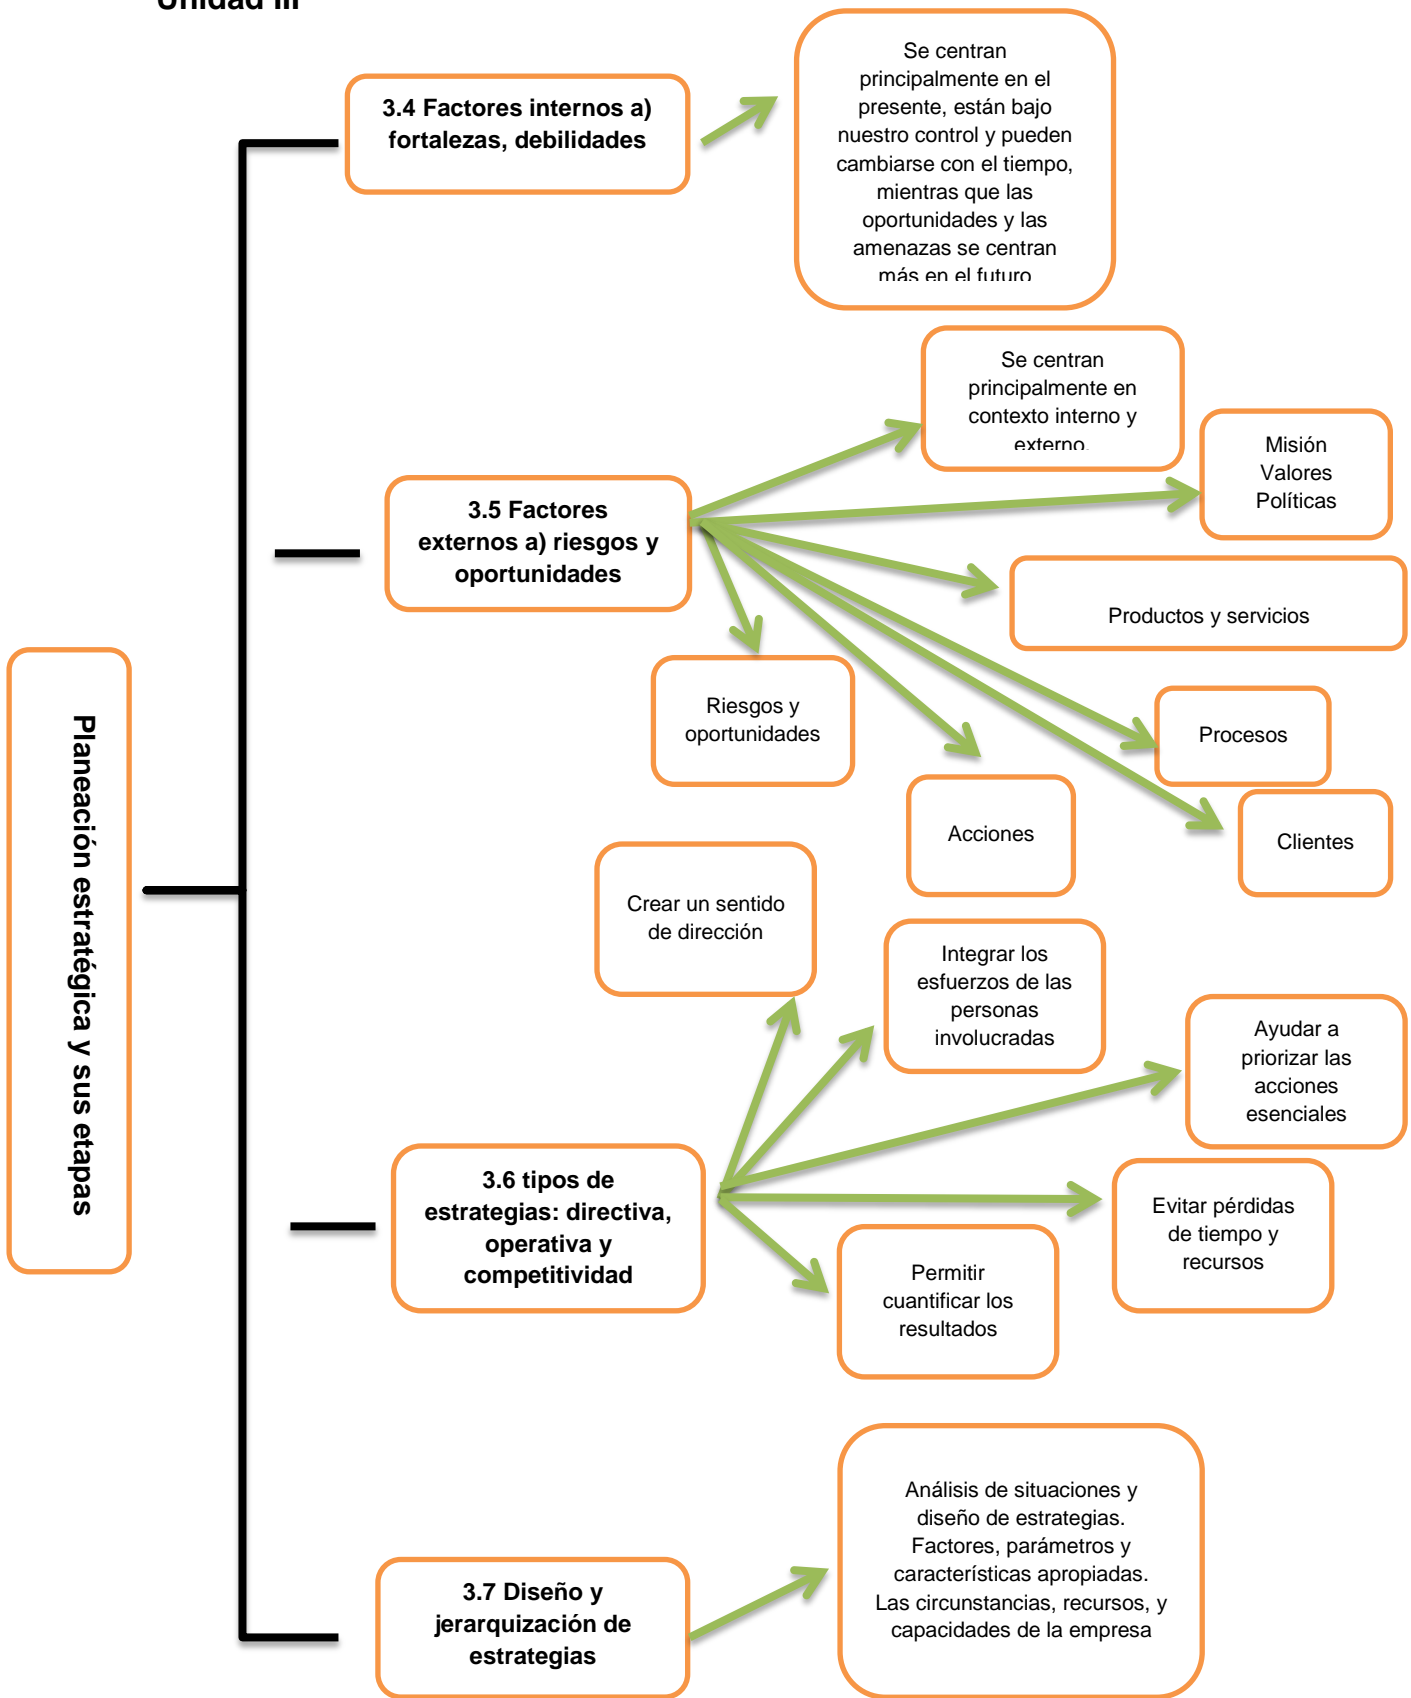 Unidad III
3.4 Factores internos a)
fortalezas, debilidades
Se centran
principalmente en el
presente, están bajo
nuestro control y pueden
cambiarse con el tiempo,
mientras que las
oportunidades y las
amenazas se centran
más en el futuro
Se centran
principalmente en
contexto interno y
externo.
Misión
Valores
Políticas
3.5 Factores
externos a) riesgos y
oportunidades
Productos y servicios
Riesgos y
oportunidades
Procesos
Acciones
Clientes
Planeación estratégica y sus etapas
Crear un sentido
de dirección
Integrar los
esfuerzos de las
personas
involucradas
Ayudar a
priorizar las
acciones
esenciales
3.6 tipos de
estrategias: directiva,
operativa y
competitividad
Evitar pérdidas
de tiempo y
recursos
Permitir
cuantificar los
resultados
Análisis de situaciones y
diseño de estrategias.
Factores, parámetros y
características apropiadas.
Las circunstancias, recursos, y
capacidades de la empresa
3.7 Diseño y
jerarquización de
estrategias